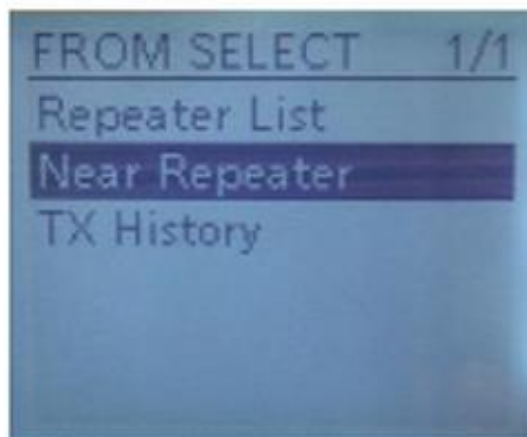 FROM SELECT 1/1
Repeater List
Near Repeater
TX History